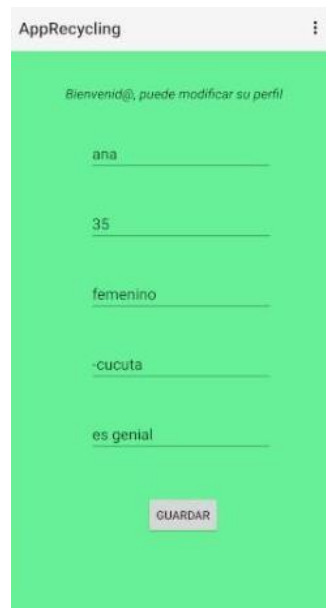 AppRecycling
Bienvenid@, puede modificar su perfil
ana
35
femenino
-cucuta
es genial
GUARDAR